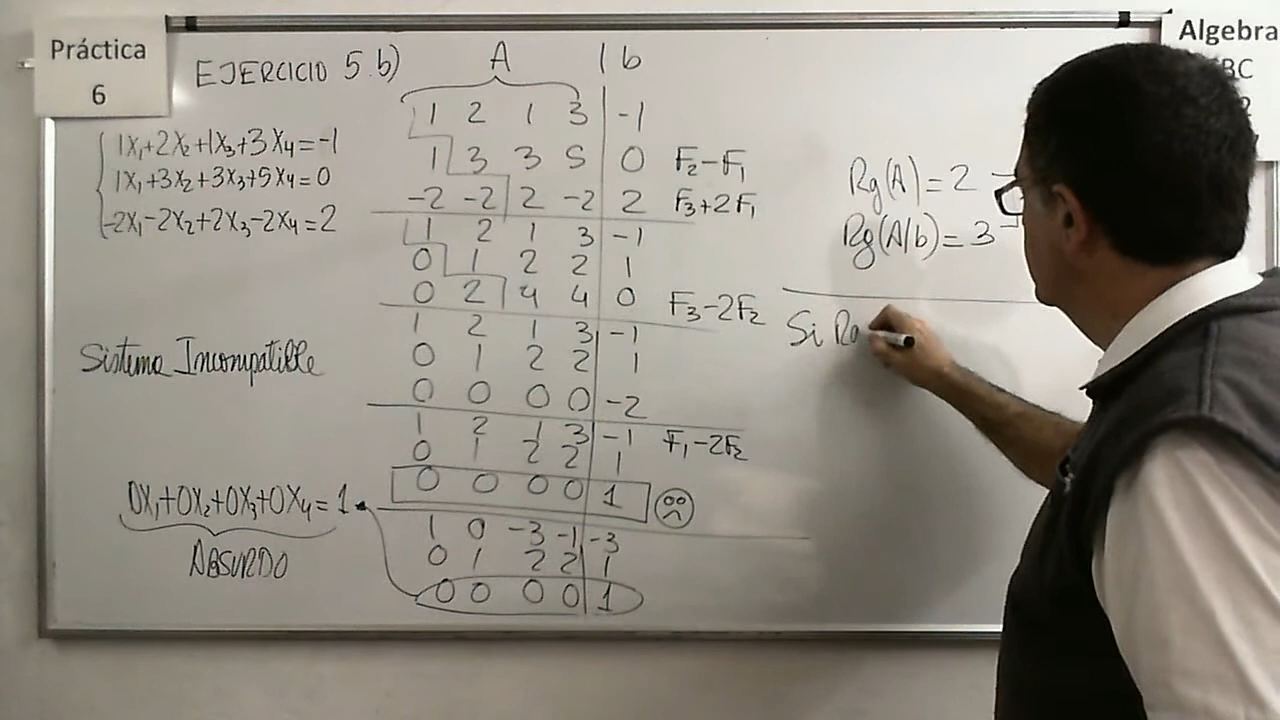 Práctica
6
EJERCICIO 5.b)
A | b
1X₁+2X₂+1X₃+3X₄=-1
1X₁+3X₂+3X₃+5X₄=0
-2X₁-2X₂+2X₃-2X₄=2
1 2 1 3 | -1
1 3 3 5 | 0 F₂-F₁
-2 -2 2 -2 | 2 F₃+2F₁
1 2 1 3 | -1
0 1 2 2 | 1
0 2 4 4 | 0 F₃-2F₂
1 2 1 3 | -1
0 1 2 2 | 1
0 0 0 0 | -2
1 2 1 3 | -1 F₁-2F₂
0 1 2 2 | 1
0 0 0 0 | 1
1 0 -3 -1 | -3
0 1 2 2 | 1
0 0 0 0 | 1
Sistema Incompatible
0X₁+0X₂+0X₃+0X₄=1
ABSURDO
Rg(A)=2
Rg(A/b)=3
Si Rg
Algebra